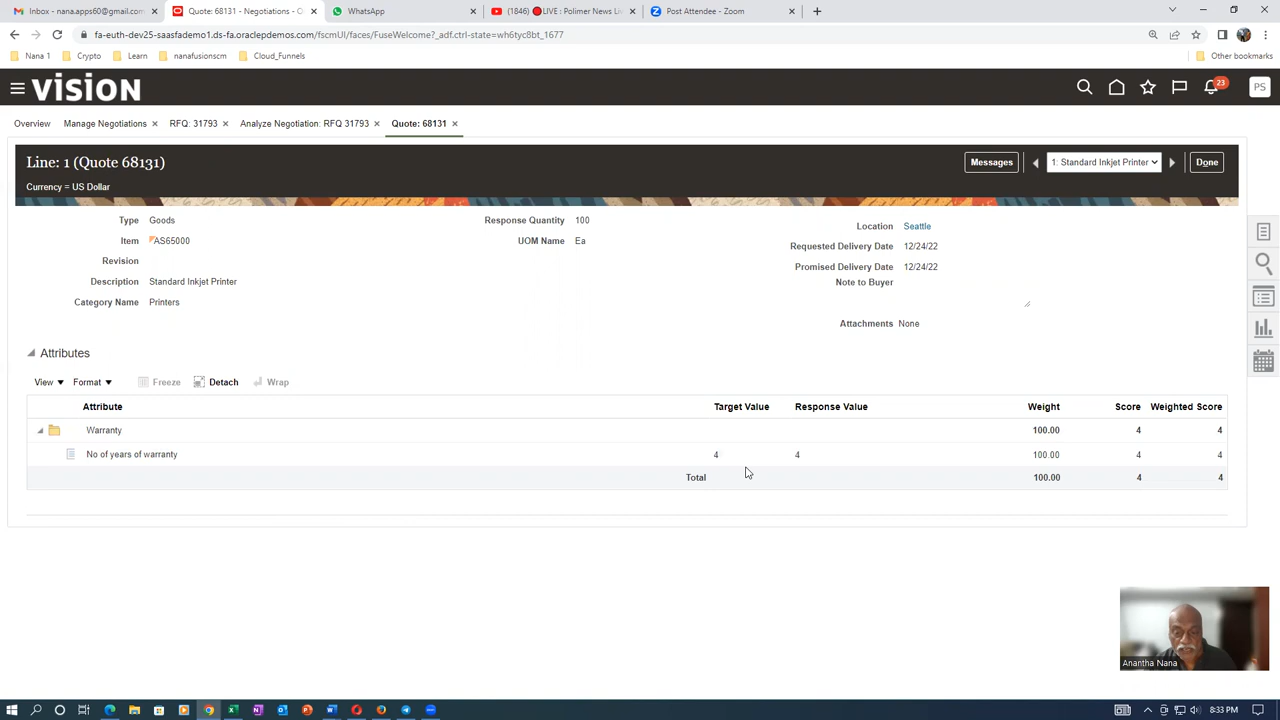 Inbox - nana.apps60@gmail.com
Quote: 68131 - Negotiations - O
WhatsApp
(1846) 🔴LIVE : Polimer News Li
Post Attendee - Zoom
fa-euth-dev25-saasfademo1.ds-fa.oraclepdemos.com/fscmUI/faces/FuseWelcome?_adf.ctrl-state=wh6tyc8bt_1677
Nana 1
Crypto
Learn
nanafusionscm
Cloud_Funnels
Other bookmarks
VISION
23
PS
Overview
Manage Negotiations
RFQ: 31793
Analyze Negotiation: RFQ 31793
Quote: 68131
Line: 1 (Quote 68131)
Messages
1: Standard Inkjet Printer
Done
Currency = US Dollar
Type Goods
Item AS65000
Revision
Description Standard Inkjet Printer
Category Name Printers
Response Quantity 100
UOM Name Ea
Location Seattle
Requested Delivery Date 12/24/22
Promised Delivery Date 12/24/22
Note to Buyer
Attachments None
Attributes
View Format Freeze Detach Wrap
Attribute Target Value Response Value Weight Score Weighted Score
Warranty 100.00 4 4
No of years of warranty 4 4 100.00 4 4
Total 100.00 4 4
Anantha Nana
8:33 PM